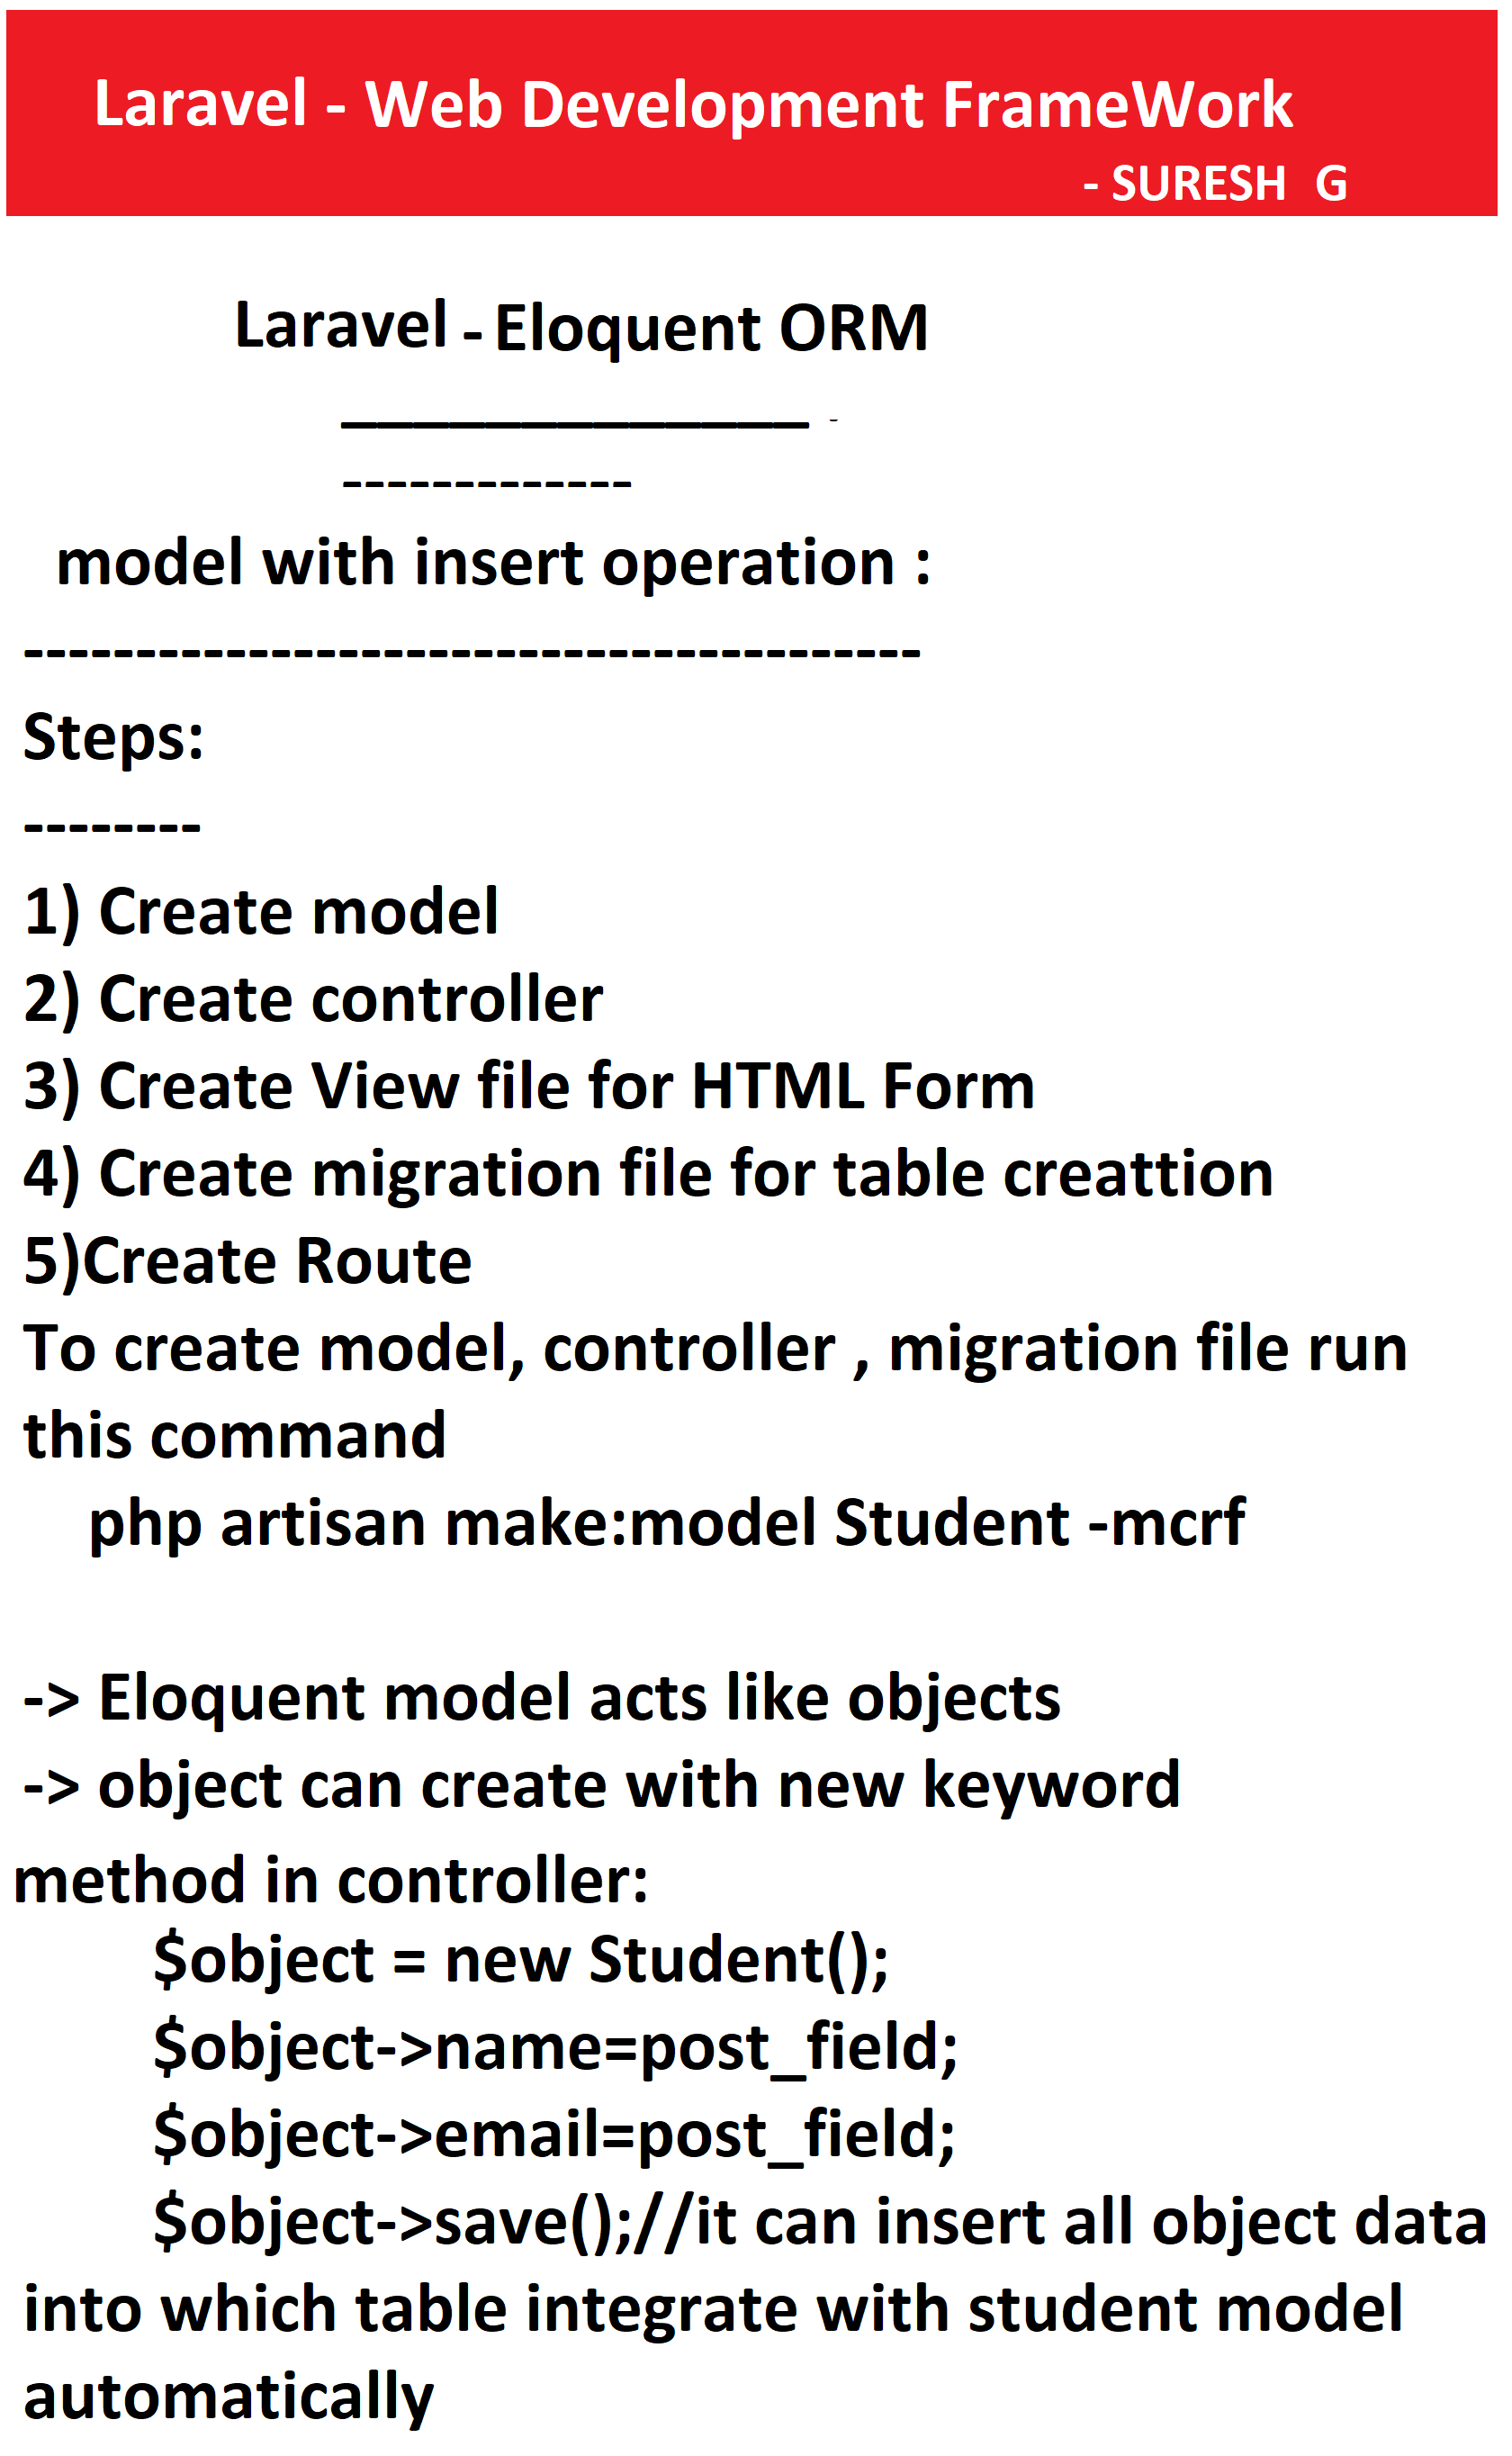 Laravel - Web Development FrameWork
- SURESH  G
Laravel - Eloquent ORM
_____________ -
-------------
model with insert operation :
----------------------------------------
Steps:
--------
1) Create model
2) Create controller
3) Create View file for HTML Form
4) Create migration file for table creattion
5)Create Route
To create model, controller , migration file run
this command
php artisan make:model Student -mcrf
-> Eloquent model acts like objects
-> object can create with new keyword
method in controller:
$object = new Student();
$object->name=post_field;
$object->email=post_field;
$object->save();//it can insert all object data
into which table integrate with student model
automatically